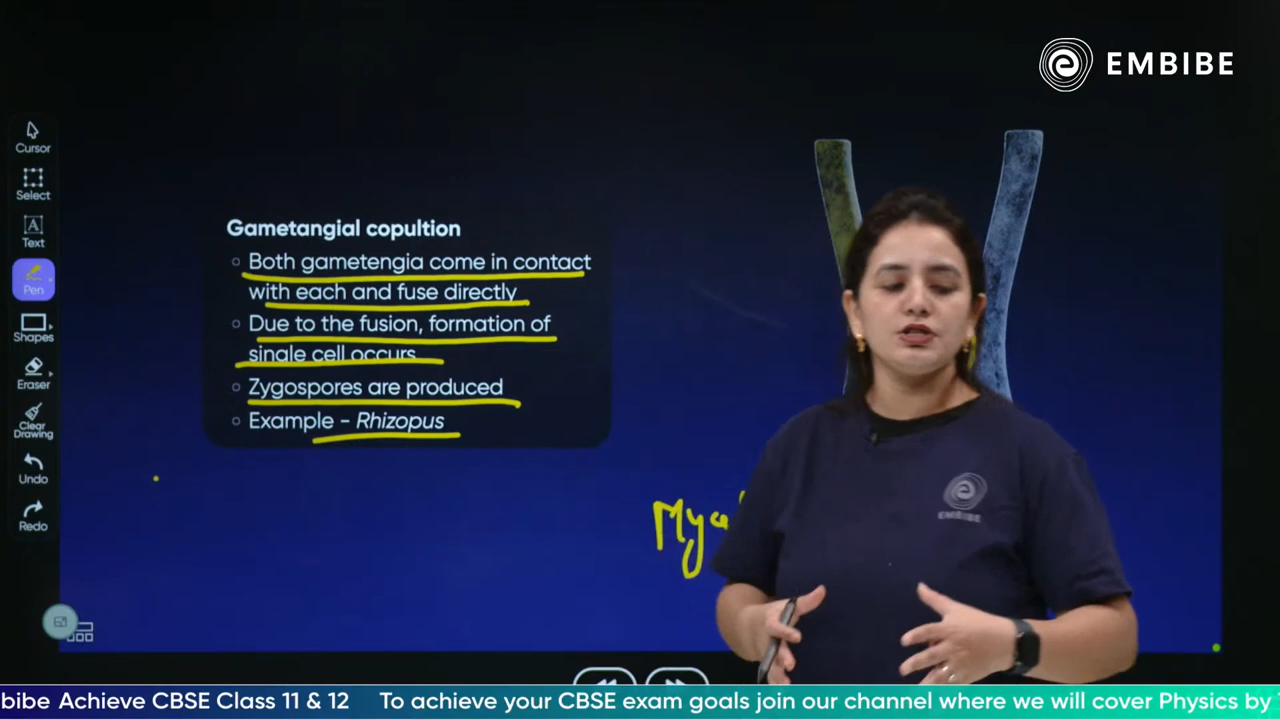 EMBIBE
Cursor
Select
A
Text
Pen
Shapes
Eraser
Clear
Drawing
Undo
Redo
Gametangial copultion
Both gametengia come in contact
with each and fuse directly
Due to the fusion, formation of
single cell occurs
Zygospores are produced
Example - Rhizopus
EMBIBE
bibe Achieve CBSE Class 11 & 12 To achieve your CBSE exam goals join our channel where we will cover Physics by